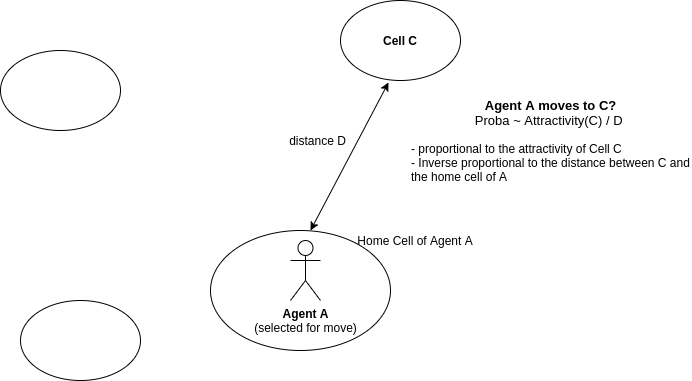 Cell C
Agent A moves to C?
Proba ~ Attractivity(C) / D
distance D
- proportional to the attractivity of Cell C
- Inverse proportional to the distance between C and
the home cell of A
Home Cell of Agent A
Agent A
(selected for move)